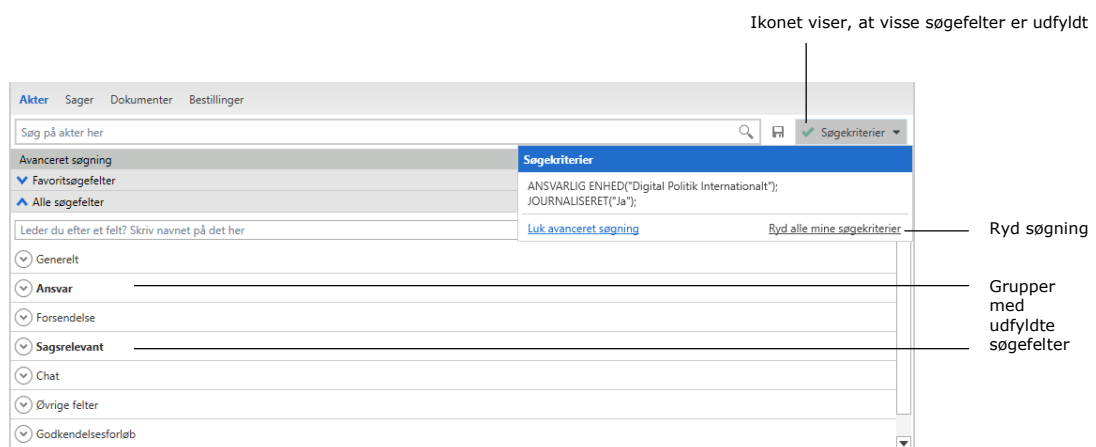 Ikonet viser, at visse søgefelter er udfyldt
Akter Sager Dokumenter Bestillinger
Søg på akter her
Søgekriterier
Avanceret søgning
Søgekriterier
Favoritsøgefelter
ANSVARLIG ENHED("Digital Politik Internationalt");
JOURNALISERET("Ja");
Alle søgefelter
Leder du efter et felt? Skriv navnet på det her
Luk avanceret søgning
Ryd alle mine søgekriterier
Ryd søgning
Generelt
Ansvar
Grupper
med
udfyldte
søgefelter
Forsendelse
Sagsrelevant
Chat
Øvrige felter
Godkendelsesforløb